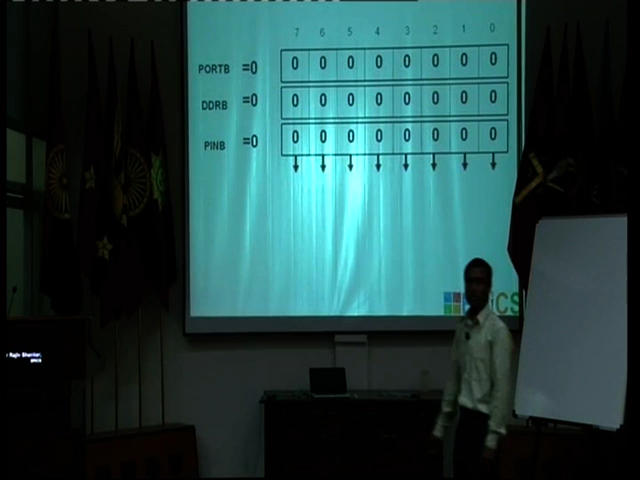 7 6 5 4 3 2 1 0
PORTB =0 0 0 0 0 0 0 0 0
DDRB =0 0 0 0 0 0 0 0 0
PINB =0 0 0 0 0 0 0 0 0
CS
Rajiv Bhanker,